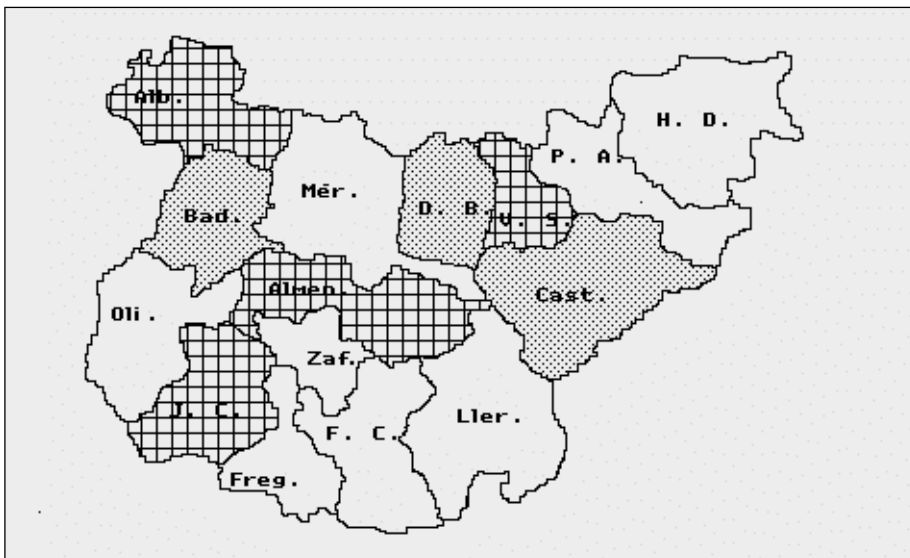 Alb.
H. D.
P. A.
Mér.
Bad.
D. B.
V. S.
Almen.
Cast.
Oli.
Zaf.
J. C.
F. C.
Ller.
Freg.